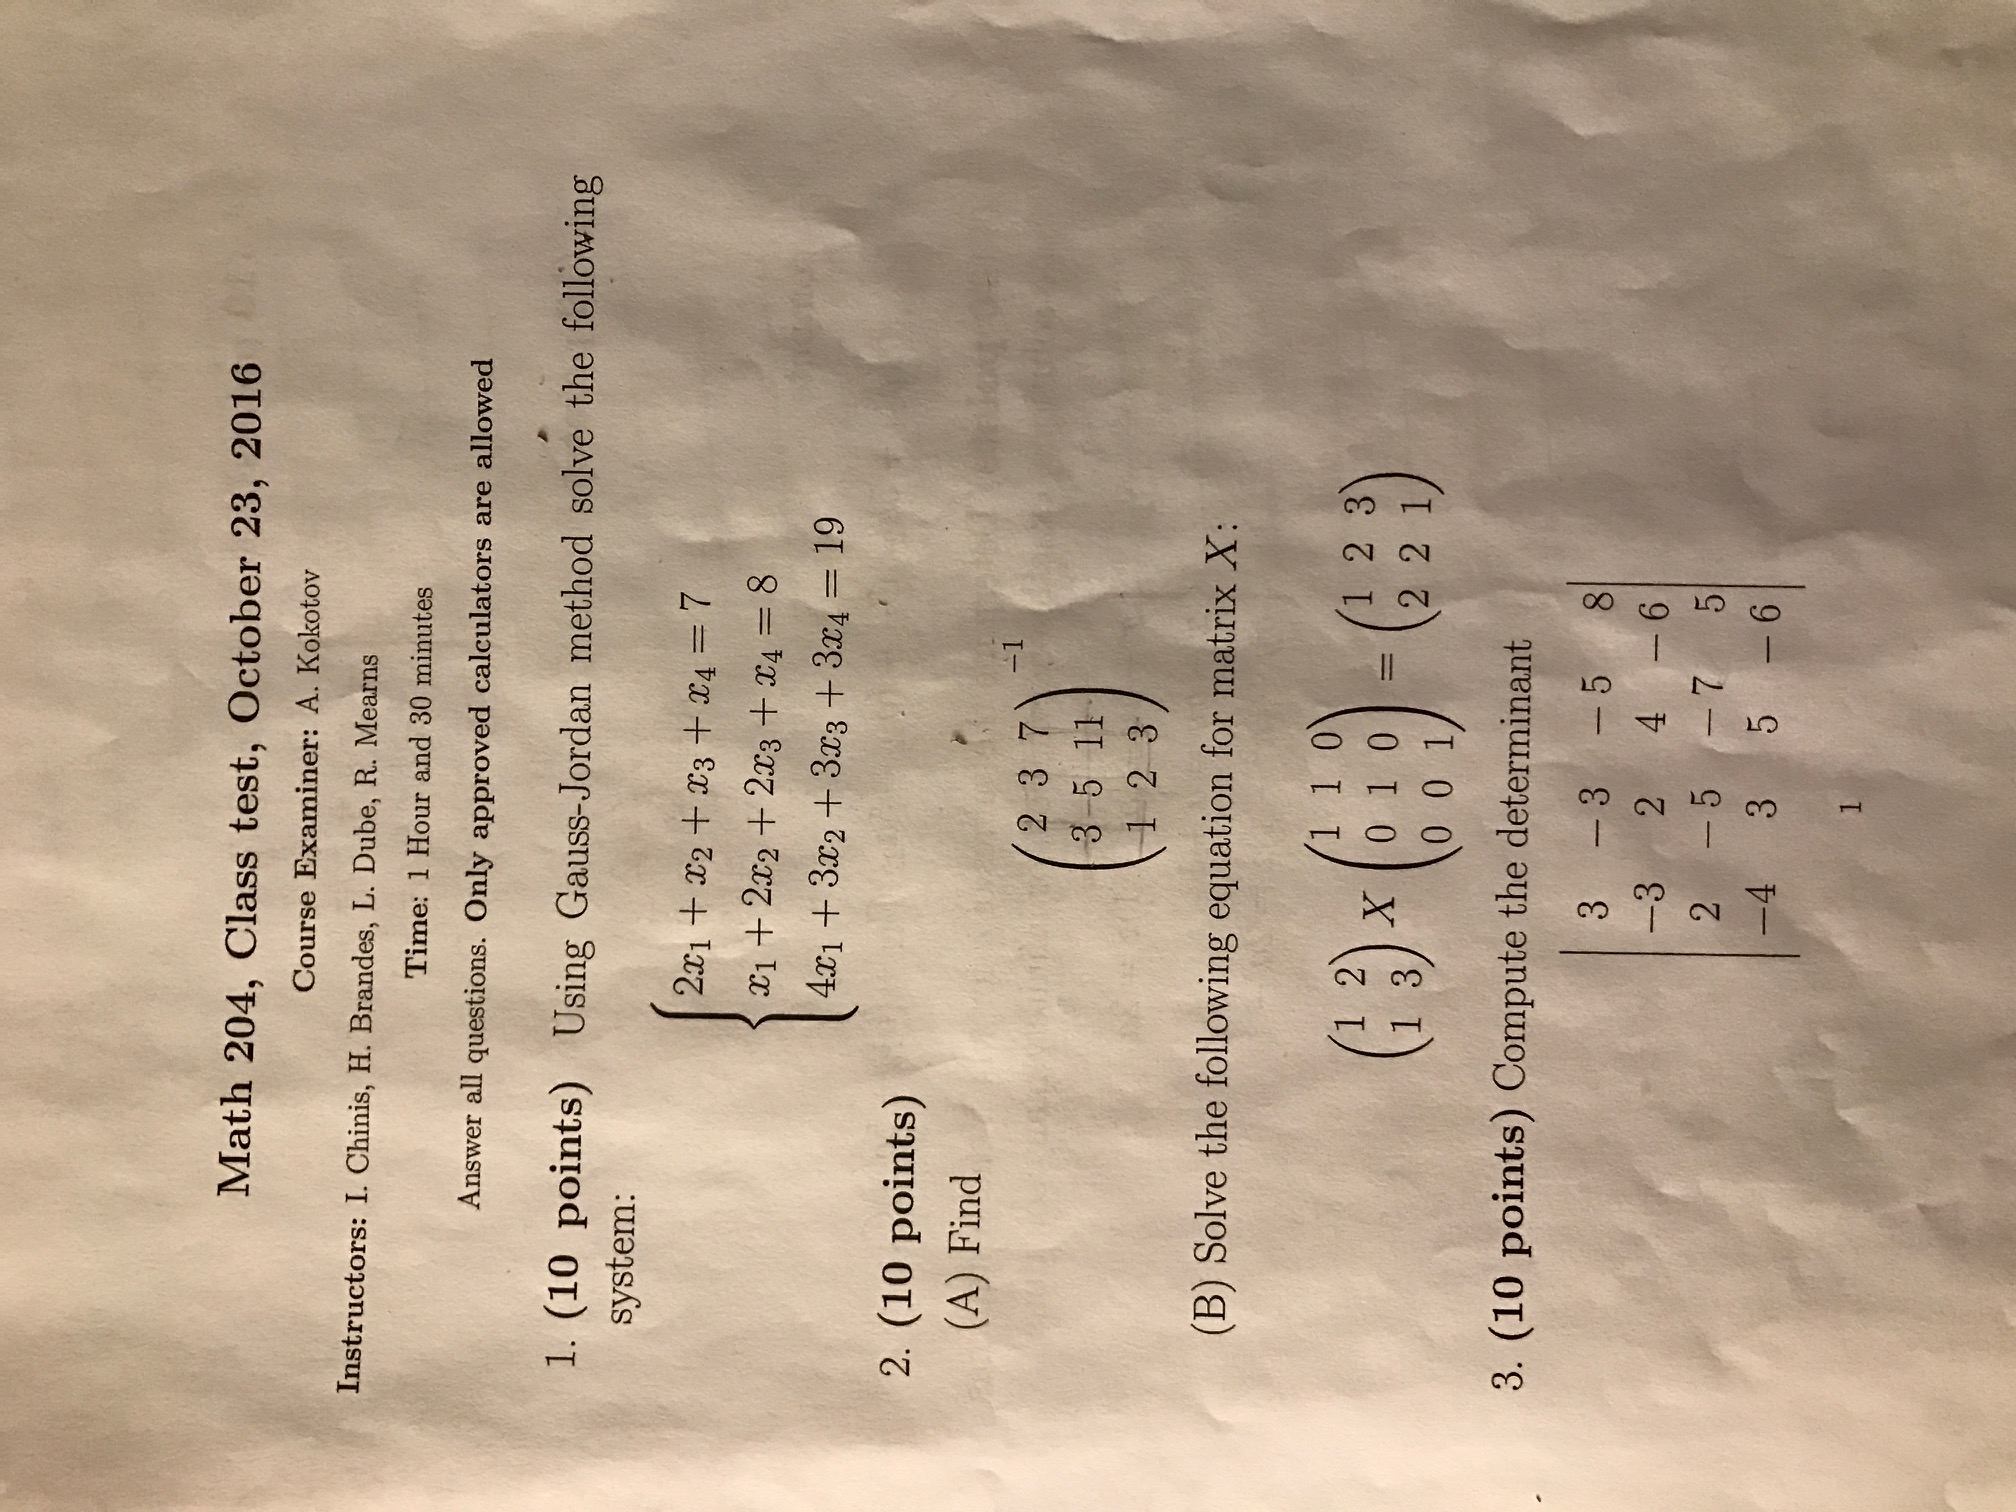 Math 204, Class test, October 23, 2016
Course Examiner: A. Kokotov
Instructors: I. Chinis, H. Brandes, L. Dube, R. Mearns
Time: 1 Hour and 30 minutes
Answer all questions. Only approved calculators are allowed
1. (10 points) Using Gauss-Jordan method solve the following
system:
2x₁ + x₂ + x₃ + x₄ = 7
x₁ + 2x₂ + 2x₃ + x₄ = 8
4x₁ + 3x₂ + 3x₃ + 3x₄ = 19
2. (10 points)
(A) Find
( 2 3 7 )⁻¹
( 3 5 11 )
( 1 2 3 )
(B) Solve the following equation for matrix X:
( 1 2 ) X ( 1 1 0 ) = ( 1 2 3 )
( 1 3 ) ( 0 1 0 ) ( 2 2 1 )
( 0 0 1 )
3. (10 points) Compute the determinant
| 3 −3 −5 8 |
| −3 2 4 −6 |
| 2 −5 −7 5 |
| −4 3 5 −6 |
1